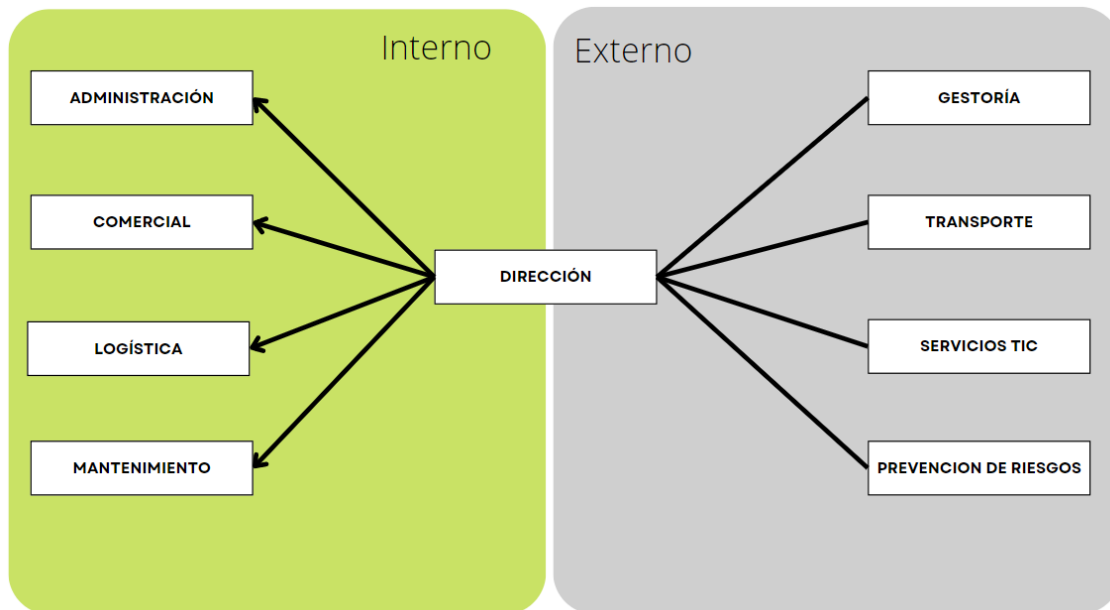 Interno
Externo
ADMINISTRACIÓN
GESTORÍA
COMERCIAL
TRANSPORTE
DIRECCIÓN
LOGÍSTICA
SERVICIOS TIC
MANTENIMIENTO
PREVENCION DE RIESGOS